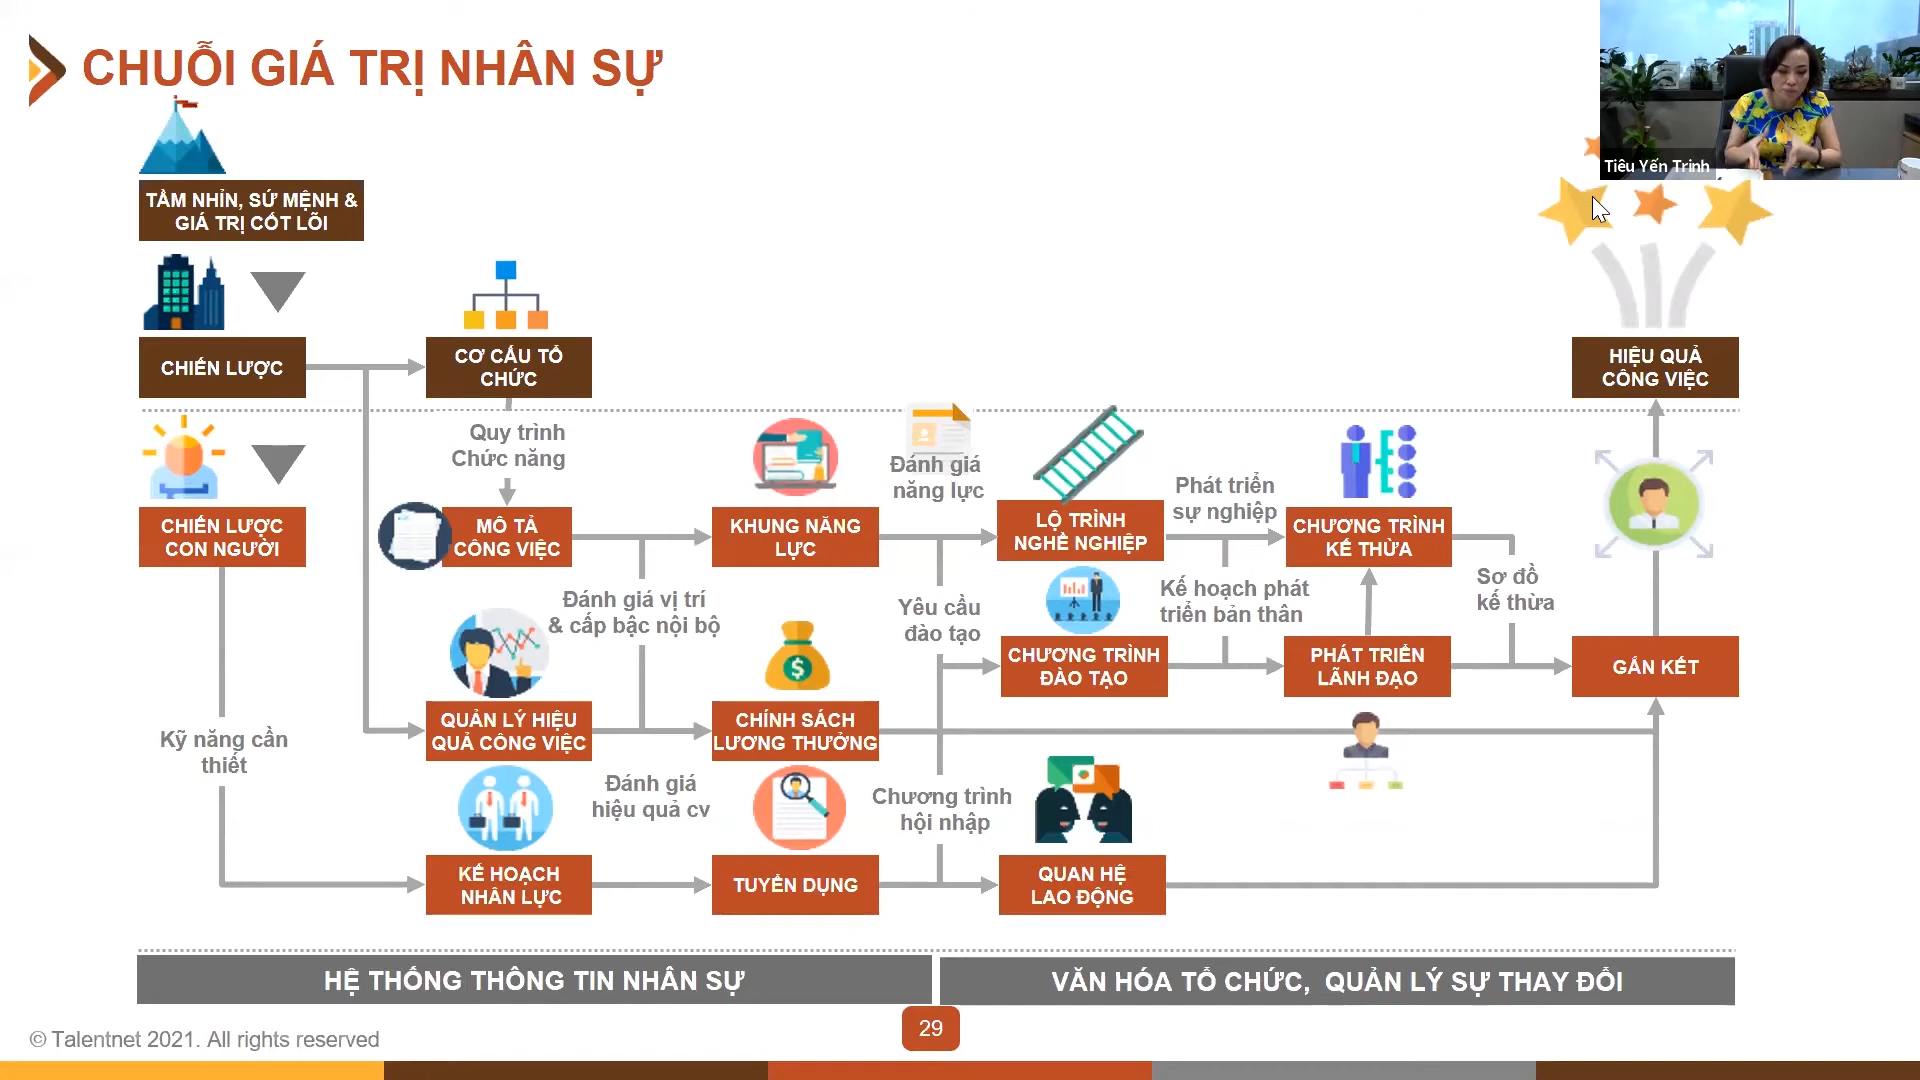 CHUỖI GIÁ TRỊ NHÂN SỰ
Tiêu Yến Trinh
TẦM NHÌN, SỨ MỆNH &
GIÁ TRỊ CỐT LÕI
CHIẾN LƯỢC
CƠ CẤU TỔ
CHỨC
HIỆU QUẢ
CÔNG VIỆC
Quy trình
Chức năng
Đánh giá
năng lực
Phát triển
sự nghiệp
CHIẾN LƯỢC
CON NGƯỜI
MÔ TẢ
CÔNG VIỆC
KHUNG NĂNG
LỰC
LỘ TRÌNH
NGHỀ NGHIỆP
CHƯƠNG TRÌNH
KẾ THỪA
Đánh giá vị trí
& cấp bậc nội bộ
Yêu cầu
đào tạo
Kế hoạch phát
triển bản thân
Sơ đồ
kế thừa
CHƯƠNG TRÌNH
ĐÀO TẠO
PHÁT TRIỂN
LÃNH ĐẠO
GẮN KẾT
QUẢN LÝ HIỆU
QUẢ CÔNG VIỆC
CHÍNH SÁCH
LƯƠNG THƯỞNG
Kỹ năng cần
thiết
Đánh giá
hiệu quả cv
Chương trình
hội nhập
KẾ HOẠCH
NHÂN LỰC
TUYỂN DỤNG
QUAN HỆ
LAO ĐỘNG
HỆ THỐNG THÔNG TIN NHÂN SỰ
VĂN HÓA TỔ CHỨC, QUẢN LÝ SỰ THAY ĐỔI
29
© Talentnet 2021. All rights reserved